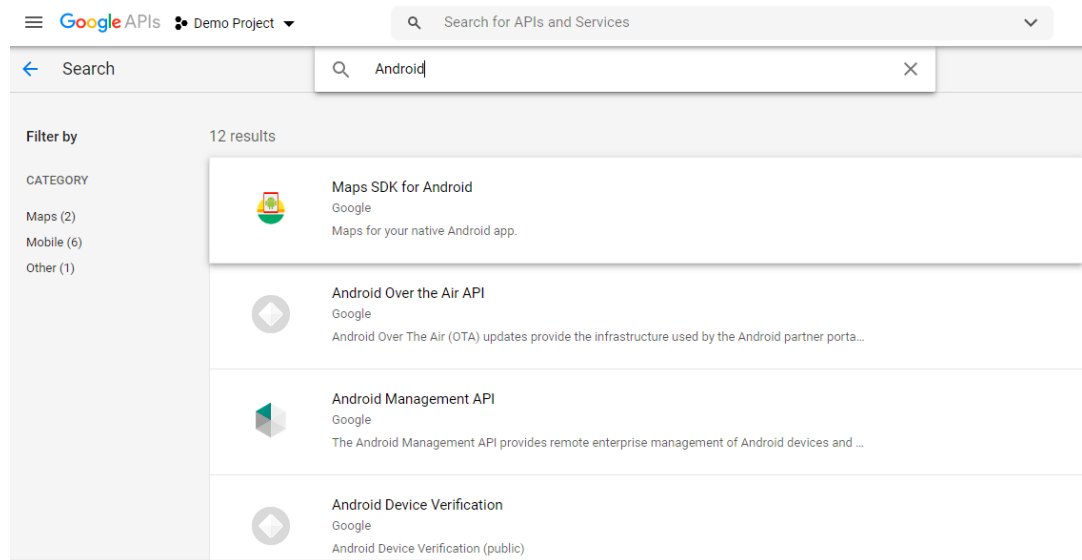 Google APIs Demo Project Search for APIs and Services
Search Android
Filter by
12 results
CATEGORY
Maps (2)
Mobile (6)
Other (1)
Maps SDK for Android
Google
Maps for your native Android app.
Android Over the Air API
Google
Android Over The Air (OTA) updates provide the infrastructure used by the Android partner porta...
Android Management API
Google
The Android Management API provides remote enterprise management of Android devices and ...
Android Device Verification
Google
Android Device Verification (public)